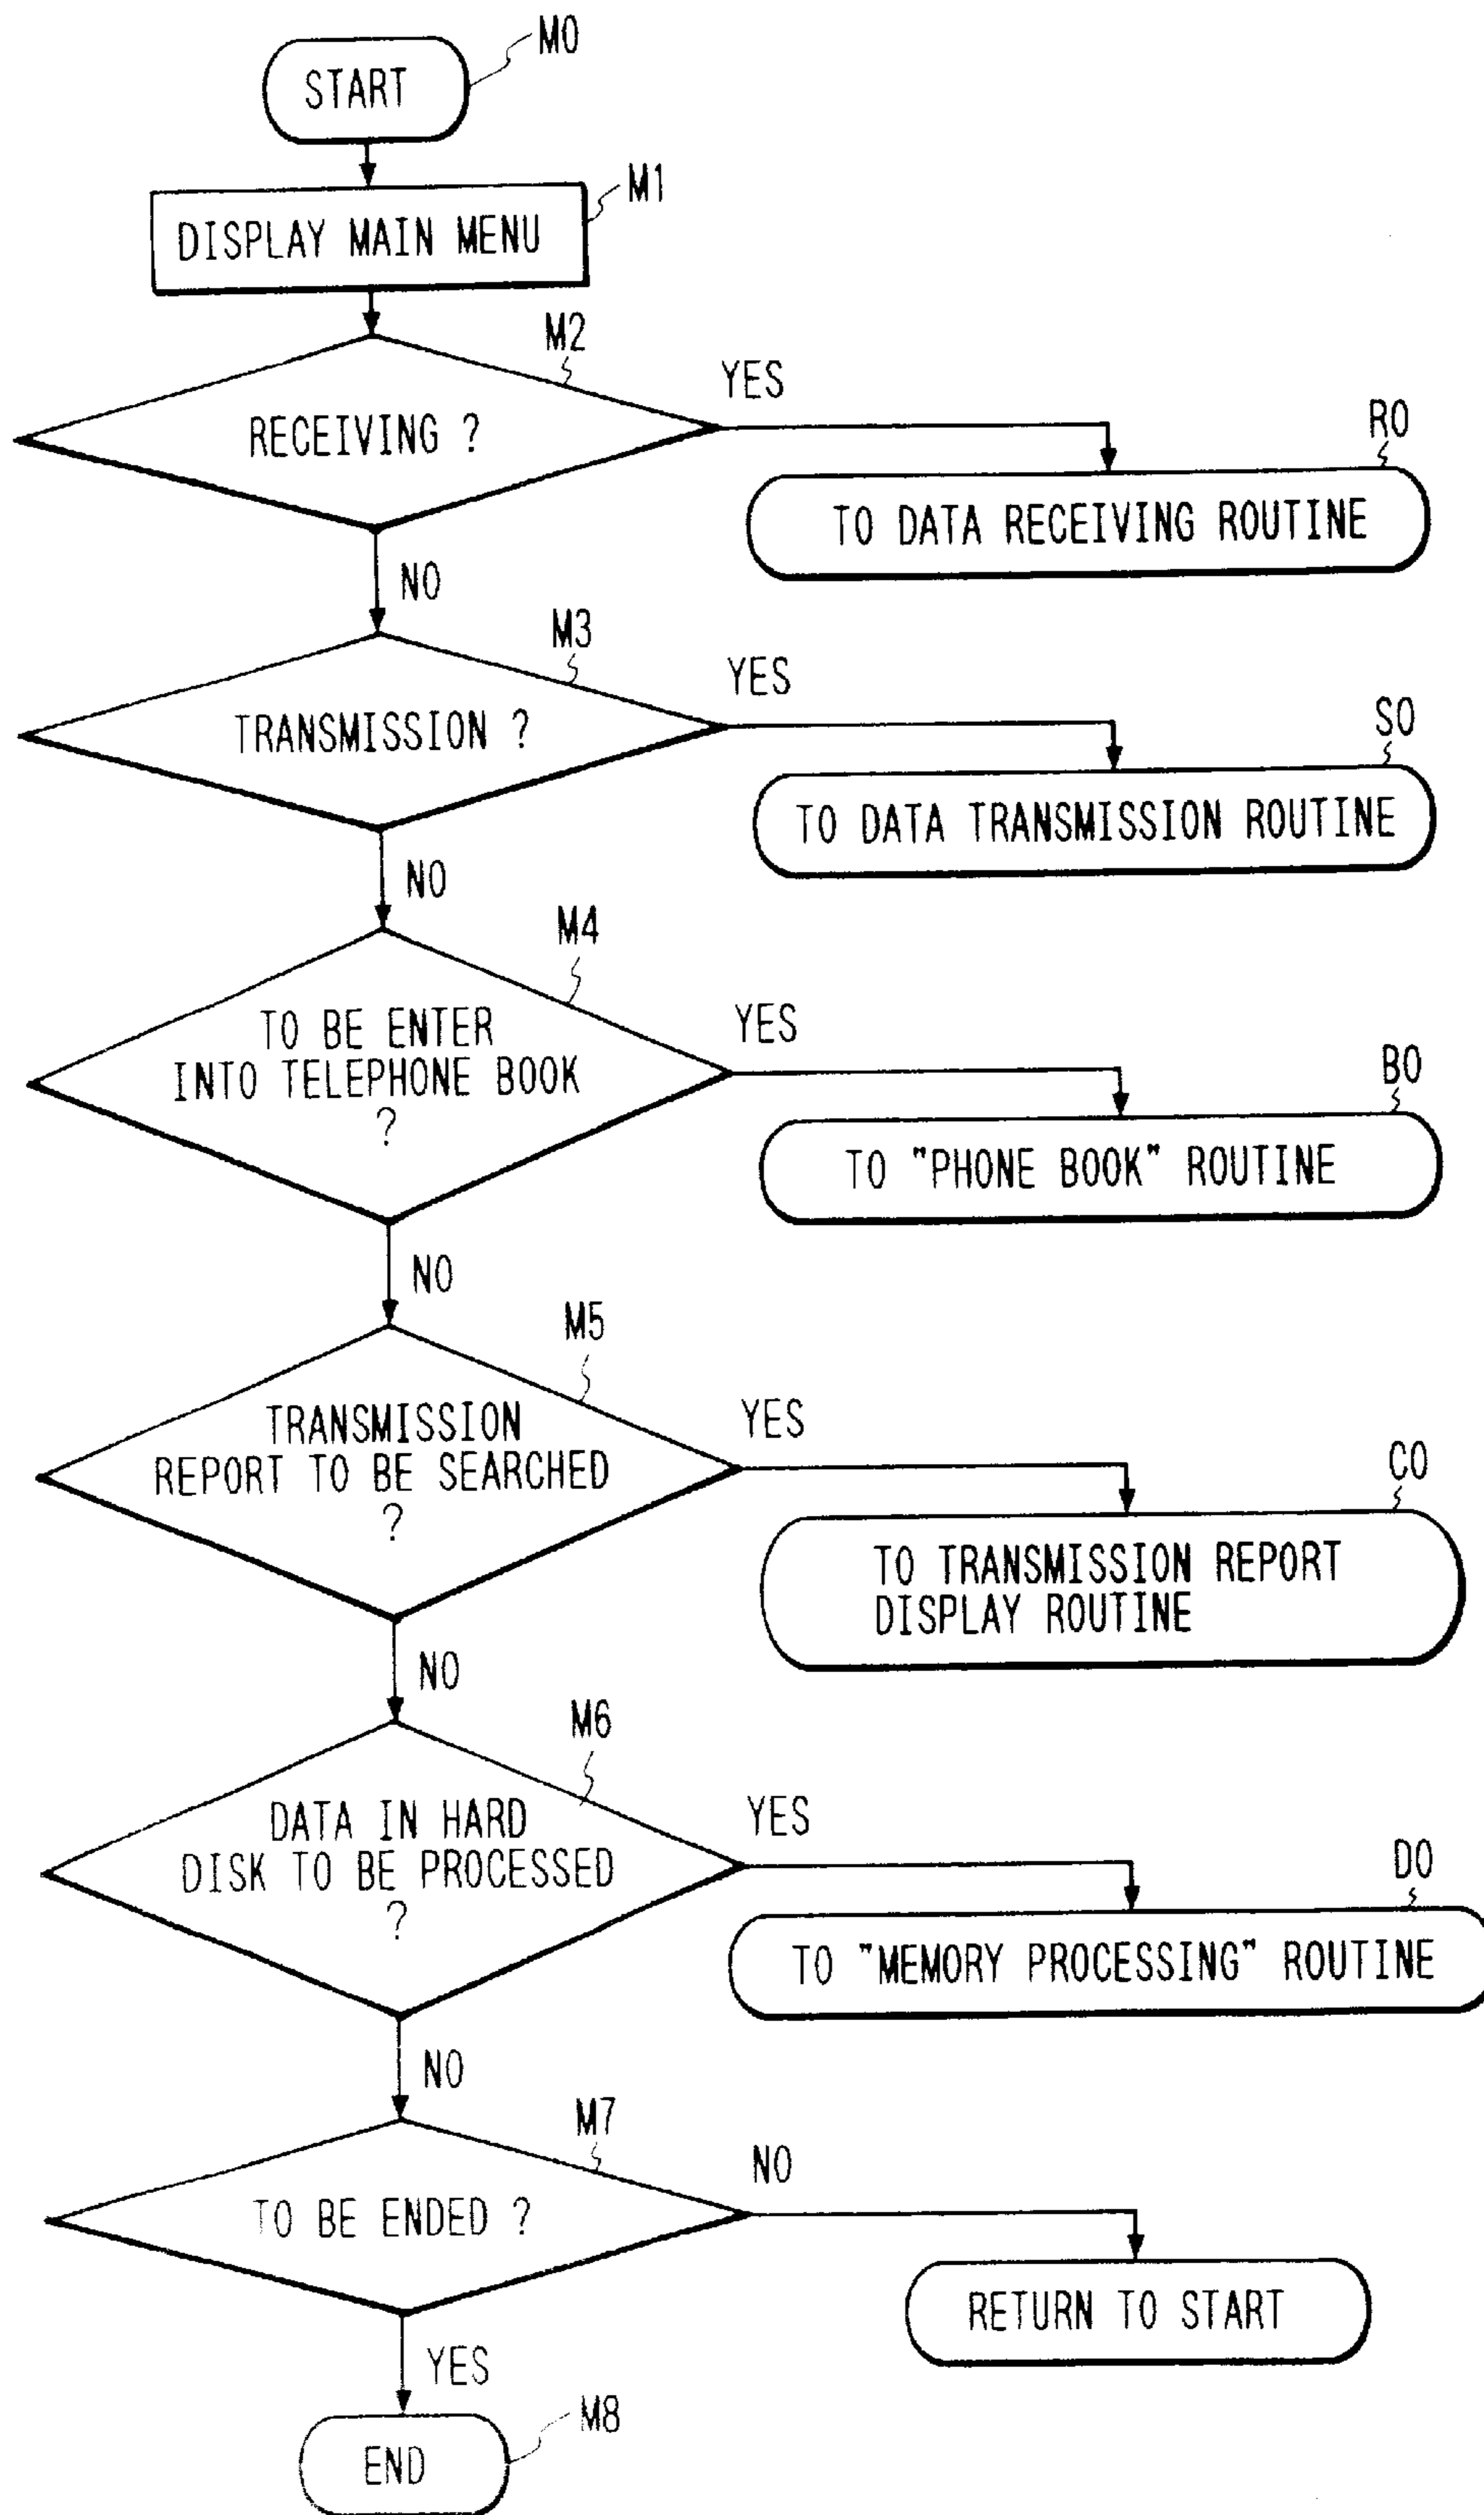 M0
START
M1
DISPLAY MAIN MENU
M2
YES
RECEIVING ?
R0
TO DATA RECEIVING ROUTINE
NO
M3
YES
TRANSMISSION ?
S0
TO DATA TRANSMISSION ROUTINE
NO
M4
YES
TO BE ENTER
INTO TELEPHONE BOOK
?
B0
TO "PHONE BOOK" ROUTINE
NO
M5
YES
TRANSMISSION
REPORT TO BE SEARCHED
?
C0
TO TRANSMISSION REPORT
DISPLAY ROUTINE
NO
M6
YES
DATA IN HARD
DISK TO BE PROCESSED
?
D0
TO "MEMORY PROCESSING" ROUTINE
NO
M7
NO
TO BE ENDED ?
RETURN TO START
YES
M8
END